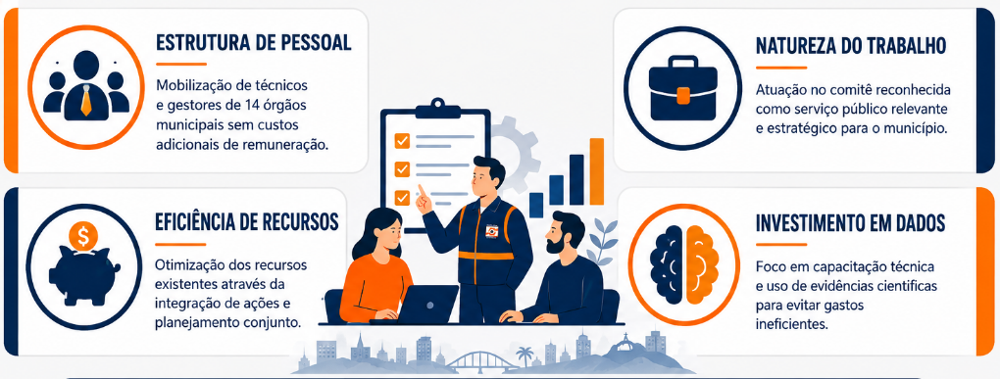 ESTRUTURA DE PESSOAL
Mobilização de técnicos
e gestores de 14 órgãos
municipais sem custos
adicionais de remuneração.
NATUREZA DO TRABALHO
Atuação no comitê reconhecida
como serviço público relevante
e estratégico para o município.
$
EFICIÊNCIA DE RECURSOS
Otimização dos recursos
existentes através da
integração de ações e
planejamento conjunto.
INVESTIMENTO EM DADOS
Foco em capacitação técnica
e uso de evidências científicas
para evitar gastos
ineficientes.